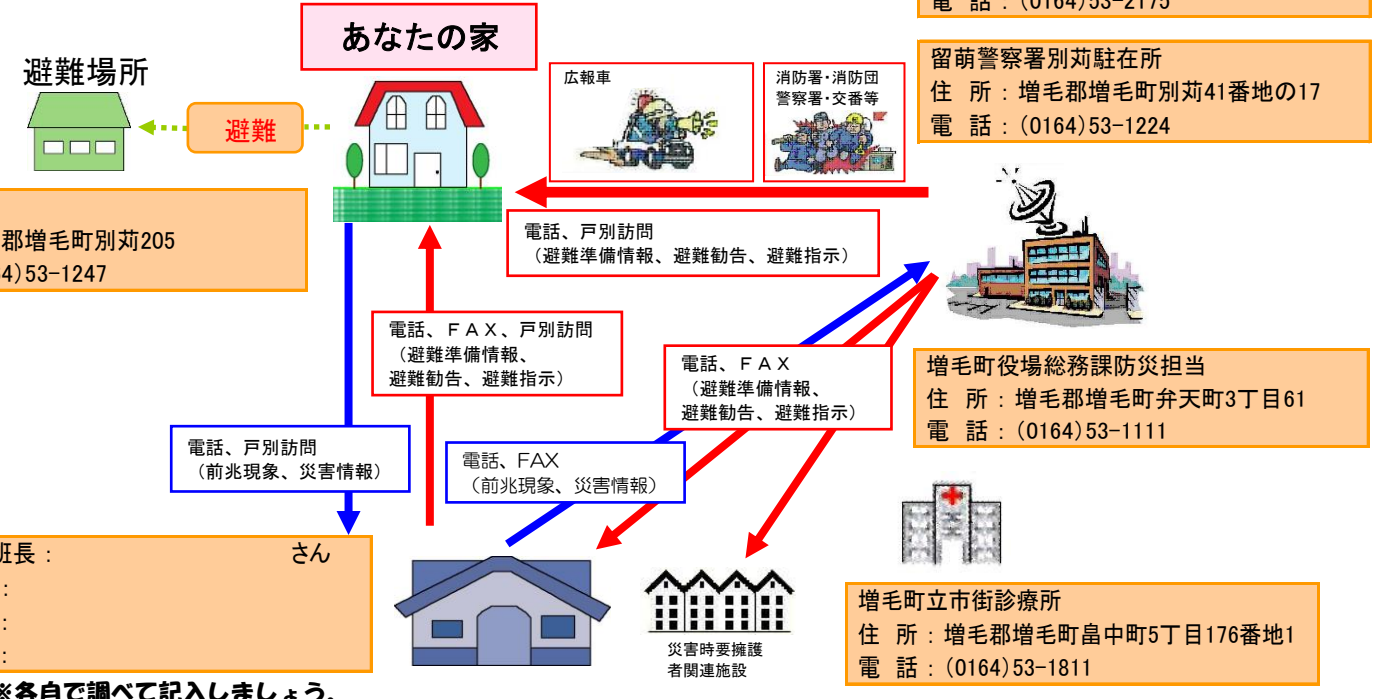 電 話：(0164)53-2175
あなたの家
避難場所
避難
広報車
消防署・消防団
警察署・交番等
留萌警察署別苅駐在所
住 所：増毛郡増毛町別苅41番地の17
電 話：(0164)53-1224
郡増毛町別苅205
4)53-1247
電話、戸別訪問
（避難準備情報、避難勧告、避難指示）
電話、ＦＡＸ、戸別訪問
（避難準備情報、
避難勧告、避難指示）
電話、ＦＡＸ
（避難準備情報、
避難勧告、避難指示）
増毛町役場総務課防災担当
住 所：増毛郡増毛町弁天町3丁目61
電 話：(0164)53-1111
電話、戸別訪問
（前兆現象、災害情報）
電話、FAX
（前兆現象、災害情報）
班長： さん
：
：
：
※各自で調べて記入しましょう。
災害時要擁護
者関連施設
増毛町立市街診療所
住 所：増毛郡増毛町畠中町5丁目176番地1
電 話：(0164)53-1811